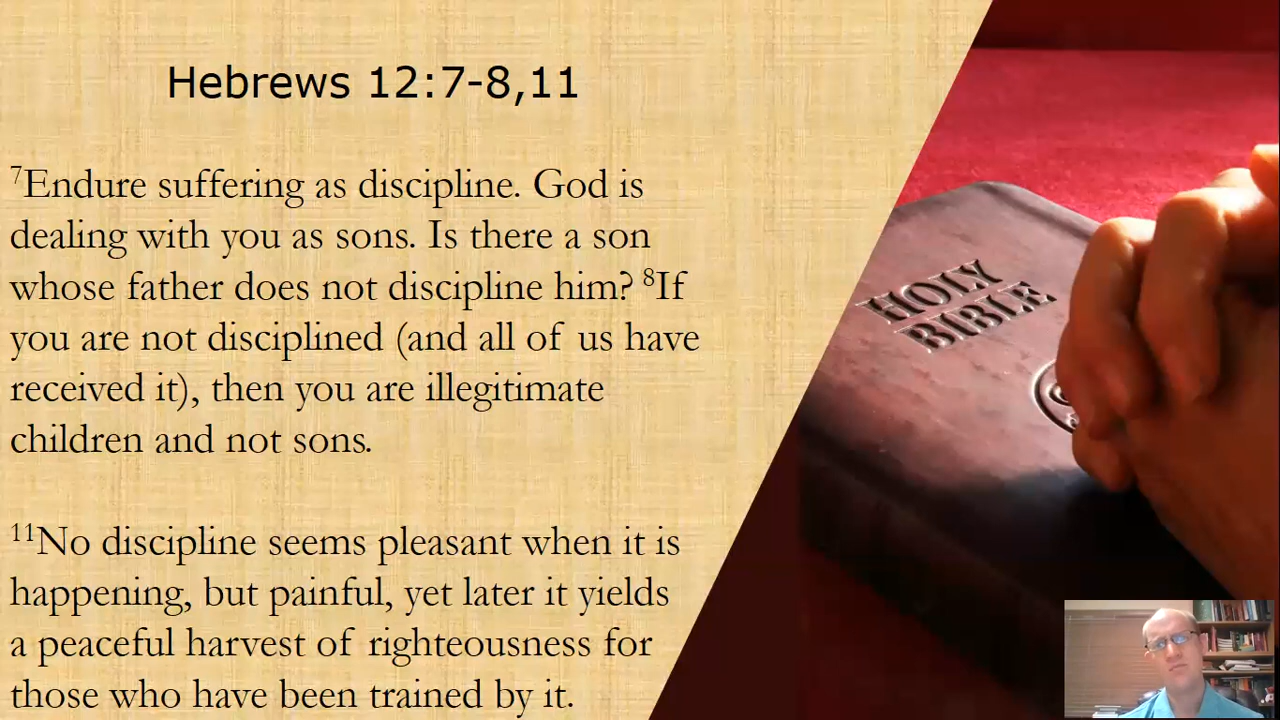 Hebrews 12:7-8,11
⁷Endure suffering as discipline. God is
dealing with you as sons. Is there a son
whose father does not discipline him? ⁸If
you are not disciplined (and all of us have
received it), then you are illegitimate
children and not sons.
¹¹No discipline seems pleasant when it is
happening, but painful, yet later it yields
a peaceful harvest of righteousness for
those who have been trained by it.
HOLY
BIBLE